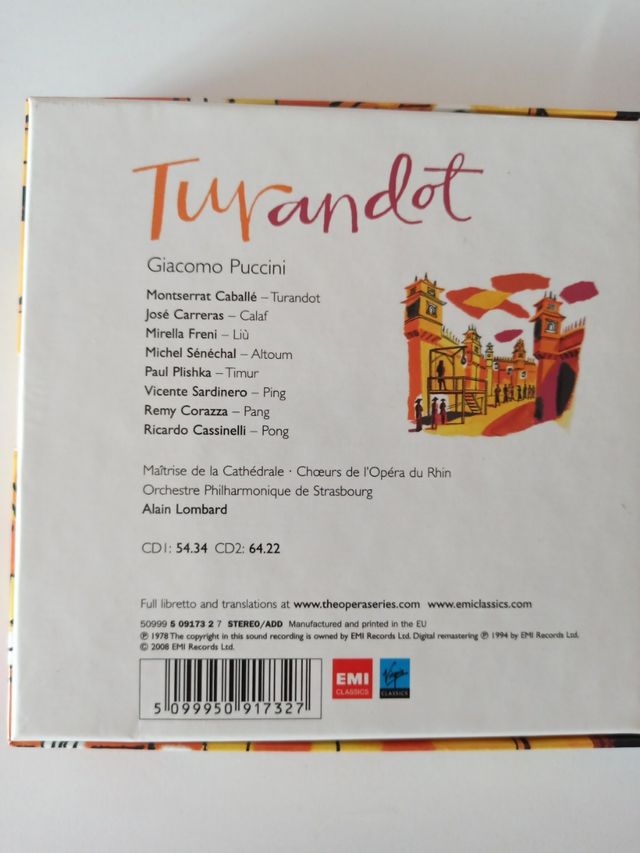 Turandot
Giacomo Puccini
Montserrat Caballé – Turandot
José Carreras – Calaf
Mirella Freni – Liù
Michel Sénéchal – Altoum
Paul Plishka – Timur
Vicente Sardinero – Ping
Remy Corazza – Pang
Ricardo Cassinelli – Pong
Maîtrise de la Cathédrale · Chœurs de l'Opéra du Rhin
Orchestre Philharmonique de Strasbourg
Alain Lombard
CD1: 54.34 CD2: 64.22
Full libretto and translations at www.theoperaseries.com www.emiclassics.com
50999 5 09173 2 7 STEREO/ADD Manufactured and printed in the EU
℗ 1978 The copyright in this sound recording is owned by EMI Records Ltd. Digital remastering ℗ 1994 by EMI Records Ltd.
© 2008 EMI Records Ltd.
EMI
CLASSICS
Virgin
CLASSICS
5 099950 917327